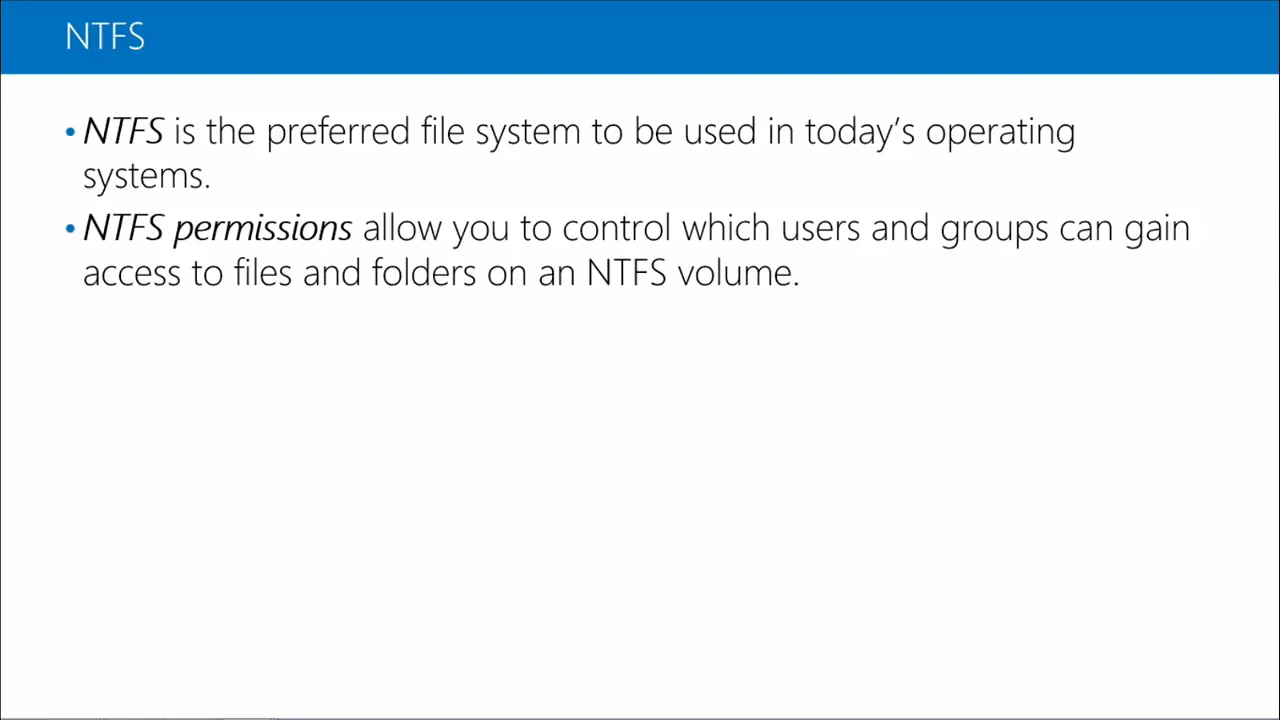 NTFS
• NTFS is the preferred file system to be used in today’s operating
systems.
• NTFS permissions allow you to control which users and groups can gain
access to files and folders on an NTFS volume.